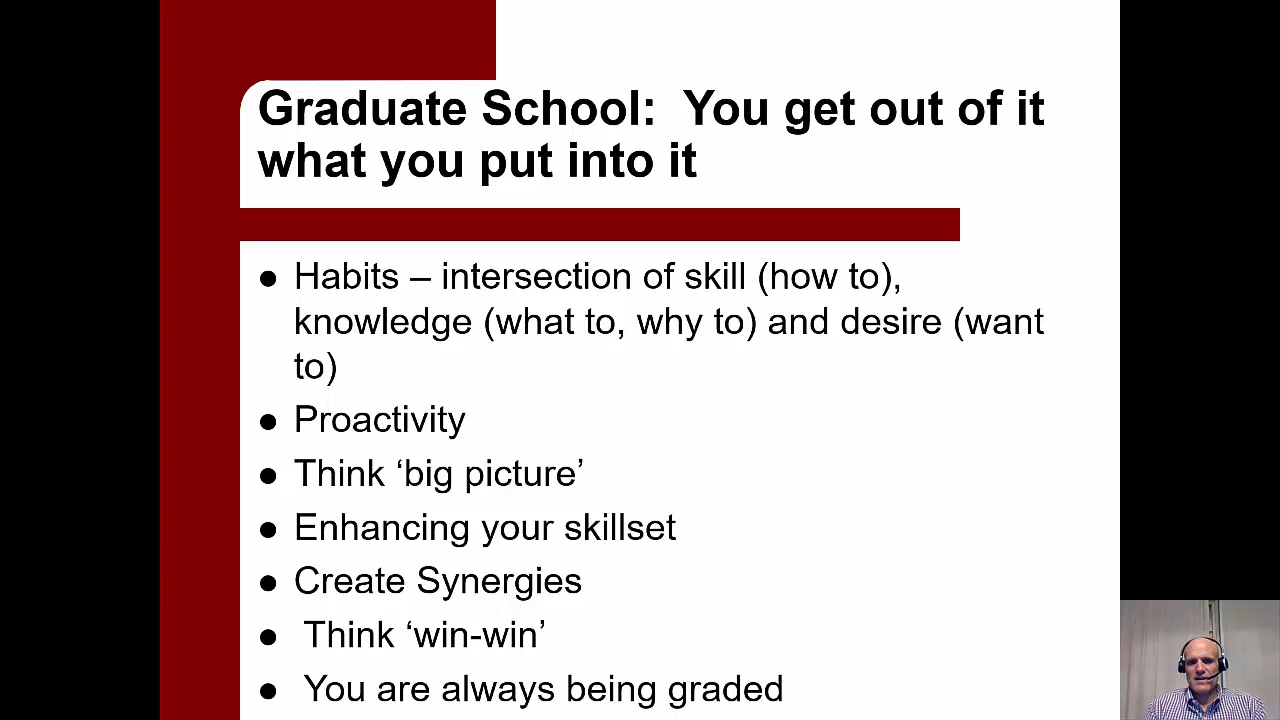 Graduate School:  You get out of it
what you put into it
● Habits – intersection of skill (how to),
knowledge (what to, why to) and desire (want
to)
● Proactivity
● Think ‘big picture’
● Enhancing your skillset
● Create Synergies
● Think ‘win-win’
● You are always being graded